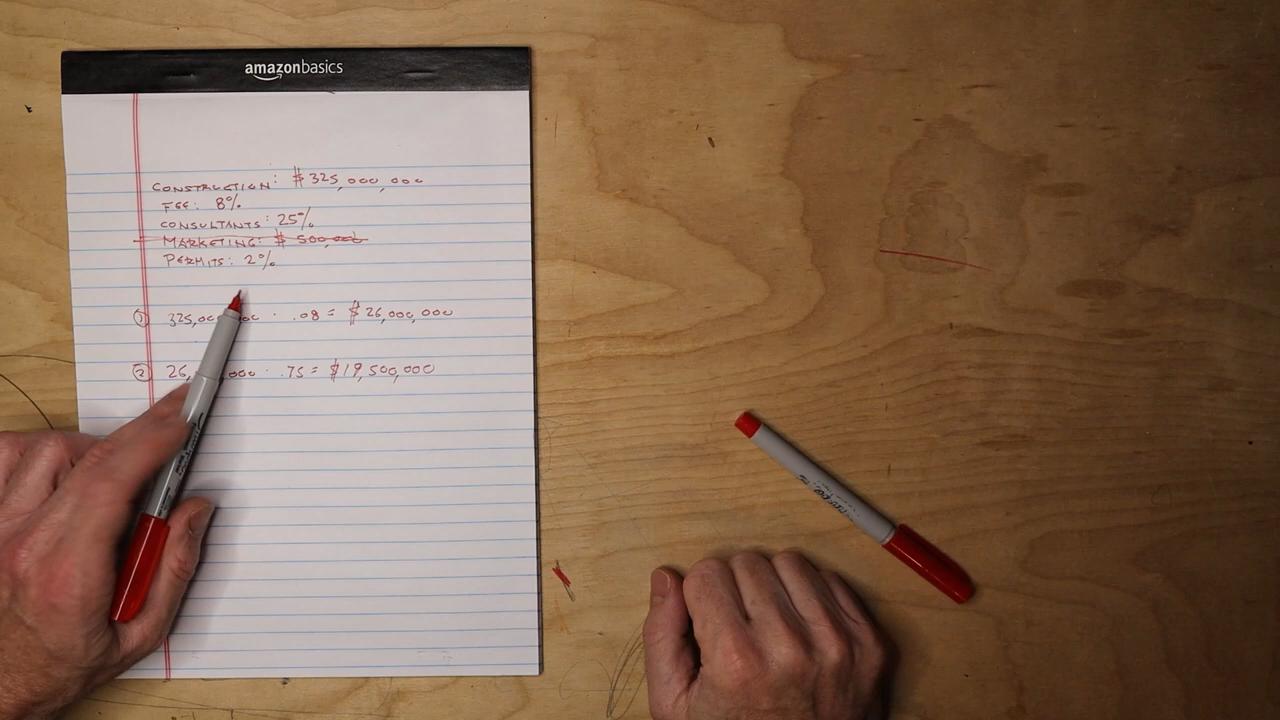 amazonbasics
CONSTRUCTION: $325,000,000
FEE: 8%
CONSULTANTS: 25%
MARKETING: $500,000
PERMITS: 2%
① 325,000,000 · .08 = $26,000,000
② 26, 000 · .75 = $19,500,000